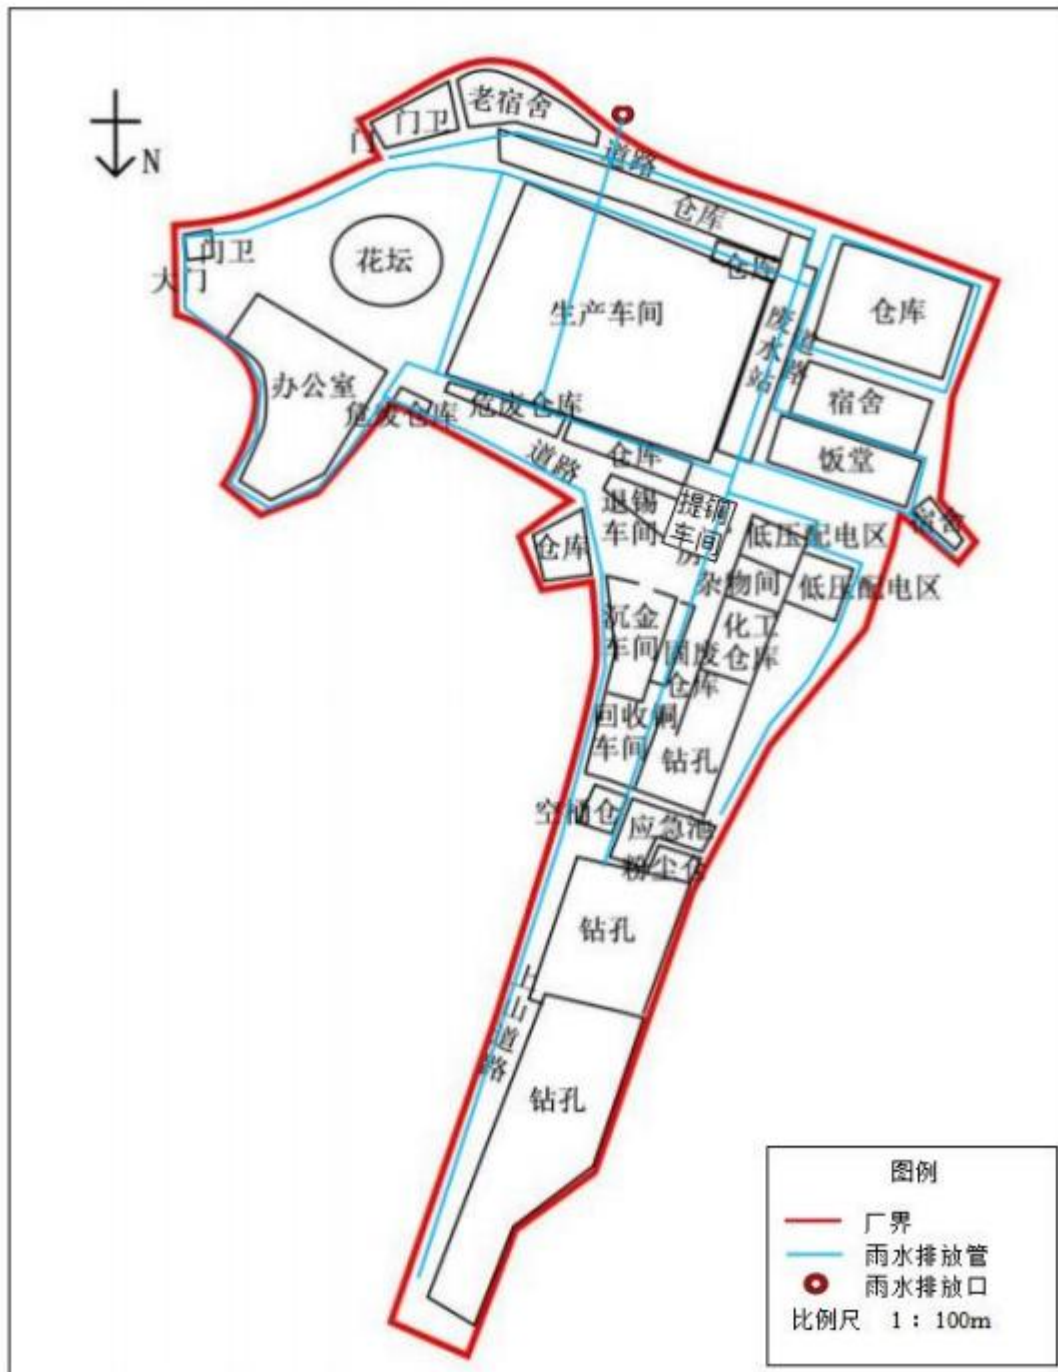 老宿舍
门卫
门
道路
N
仓库
门卫
大门
花坛
仓库
仓库
生产车间
废水站
道路
办公室
宿舍
危废仓库
危废仓库
饭堂
道路
仓库
退锡
车间
提铜
车间
房
仓库
低压配电区
杂物间
低压配电区
沉金
车间
化工
仓库
固废
仓库
回收铜
车间
钻孔
空桶仓
应急池
粉尘仓
钻孔
上山道路
钻孔
图例
厂界
雨水排放管
雨水排放口
比例尺 1： 100m